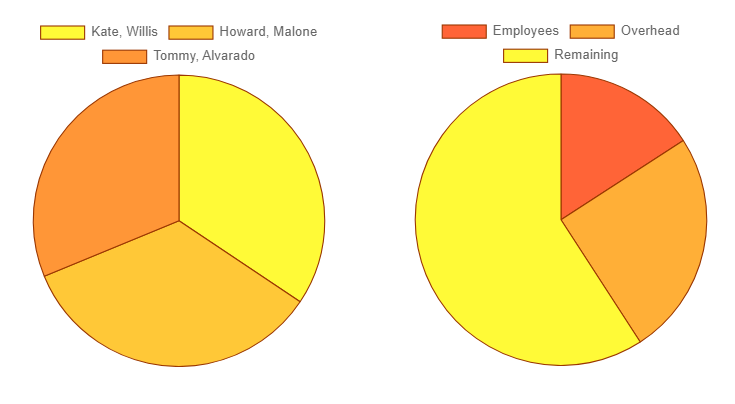 Kate, Willis Howard, Malone
Tommy, Alvarado
Employees Overhead
Remaining